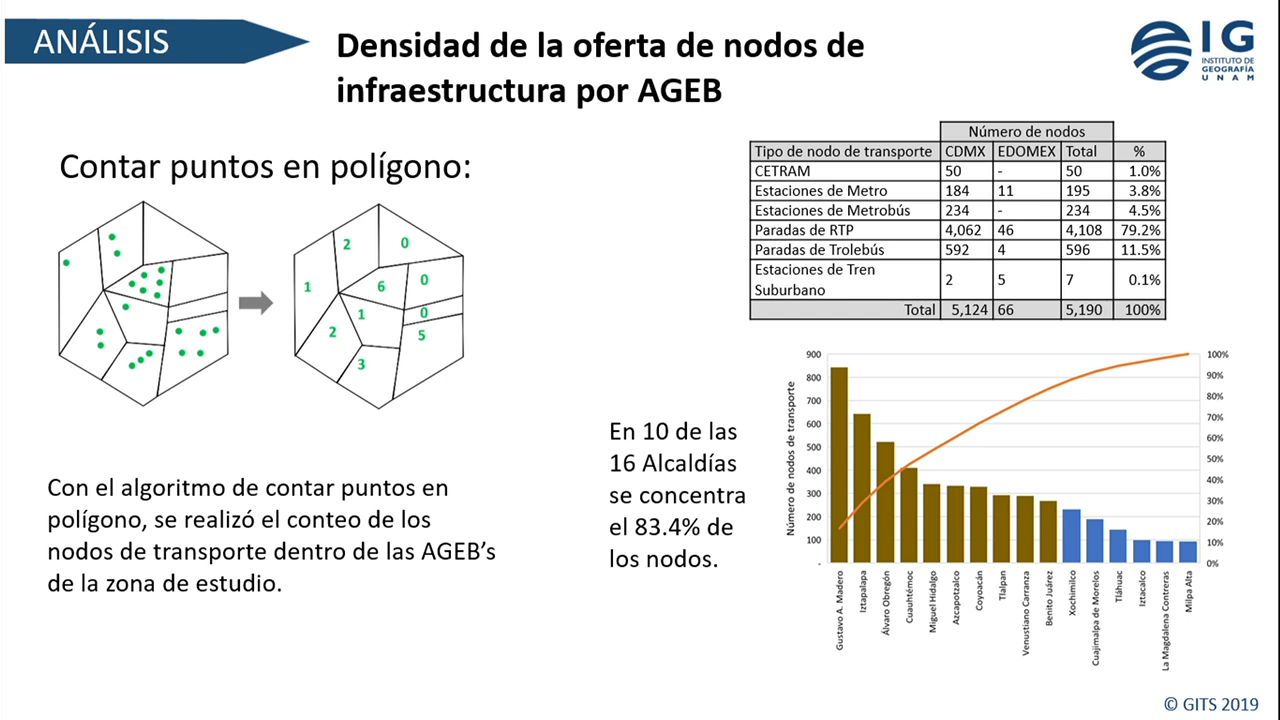 ANÁLISIS
Densidad de la oferta de nodos de
infraestructura por AGEB
IG
INSTITUTO DE
GEOGRAFÍA
UNAM
Contar puntos en polígono:
2
0
1
6
0
1
0
2
5
3
Con el algoritmo de contar puntos en
polígono, se realizó el conteo de los
nodos de transporte dentro de las AGEB’s
de la zona de estudio.
Número de nodos
Tipo de nodo de transporte CDMX EDOMEX Total %
CETRAM 50 - 50 1.0%
Estaciones de Metro 184 11 195 3.8%
Estaciones de Metrobús 234 - 234 4.5%
Paradas de RTP 4,062 46 4,108 79.2%
Paradas de Trolebús 592 4 596 11.5%
Estaciones de Tren
Suburbano 2 5 7 0.1%
Total 5,124 66 5,190 100%
En 10 de las
16 Alcaldías
se concentra
el 83.4% de
los nodos.
Número de nodos de transporte
900
800
700
600
500
400
300
200
100
-
100%
90%
80%
70%
60%
50%
40%
30%
20%
10%
0%
Gustavo A. Madero
Iztapalapa
Álvaro Obregón
Cuauhtémoc
Miguel Hidalgo
Azcapotzalco
Coyoacán
Tlalpan
Venustiano Carranza
Benito Juárez
Xochimilco
Cuajimalpa de Morelos
Tláhuac
Iztacalco
La Magdalena Contreras
Milpa Alta
© GITS 2019